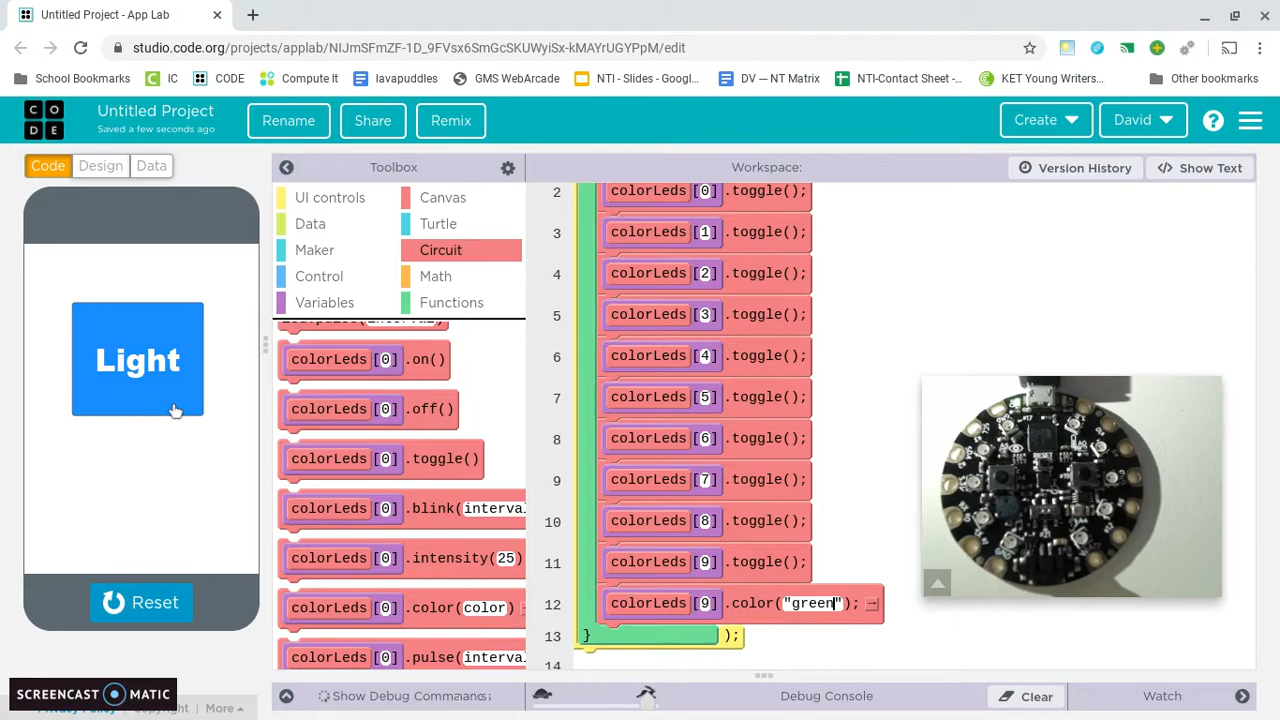 Untitled Project - App Lab
studio.code.org/projects/applab/NIJmSFmZF-1D_9FVsx6SmGcSKUWyiSx-kMAYrUGYPpM/edit
School Bookmarks IC CODE Compute It lavapuddles GMS WebArcade NTI - Slides - Googl... DV — NT Matrix NTI-Contact Sheet -... KET Young Writers... Other bookmarks
C O D E
Untitled Project
Saved a few seconds ago
Rename Share Remix Create David ?
Code Design Data
Toolbox
Workspace:
Version History
Show Text
UI controls Canvas
Data Turtle
Maker Circuit
Control Math
Variables Functions
Light
Reset
colorLeds [0] .on()
colorLeds [0] .off()
colorLeds [0] .toggle()
colorLeds [0] .blink(interval
colorLeds [0] .intensity(25)
colorLeds [0] .color(color)
colorLeds [0] .pulse(interval
2 colorLeds [0] .toggle();
3 colorLeds [1] .toggle();
4 colorLeds [2] .toggle();
5 colorLeds [3] .toggle();
6 colorLeds [4] .toggle();
7 colorLeds [5] .toggle();
8 colorLeds [6] .toggle();
9 colorLeds [7] .toggle();
10 colorLeds [8] .toggle();
11 colorLeds [9] .toggle();
12 colorLeds [9] .color("green");
13 } );
14
RESET
SCREENCAST MATIC
Privacy Policy Copyright More
Show Debug Commands
Debug Console
Clear
Watch